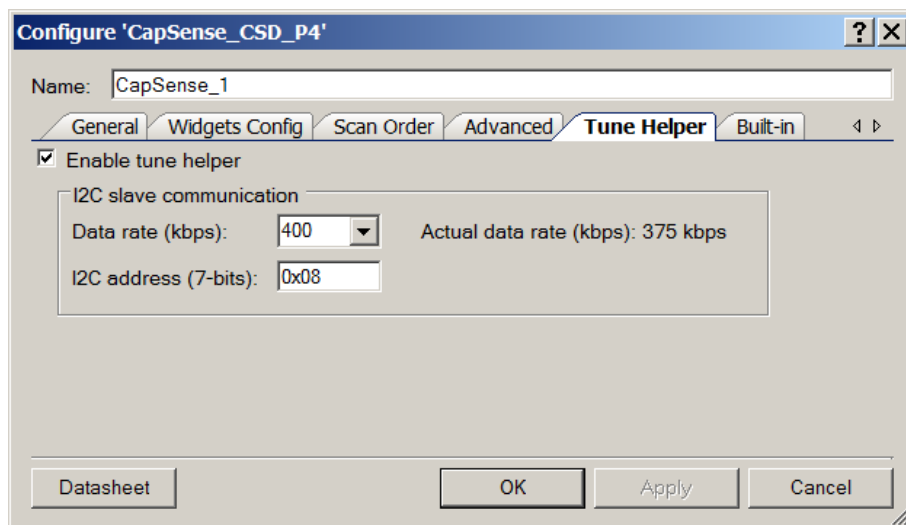 Configure 'CapSense_CSD_P4'
Name: CapSense_1
General Widgets Config Scan Order Advanced Tune Helper Built-in
Enable tune helper
I2C slave communication
Data rate (kbps): 400 Actual data rate (kbps): 375 kbps
I2C address (7-bits): 0x08
Datasheet OK Apply Cancel